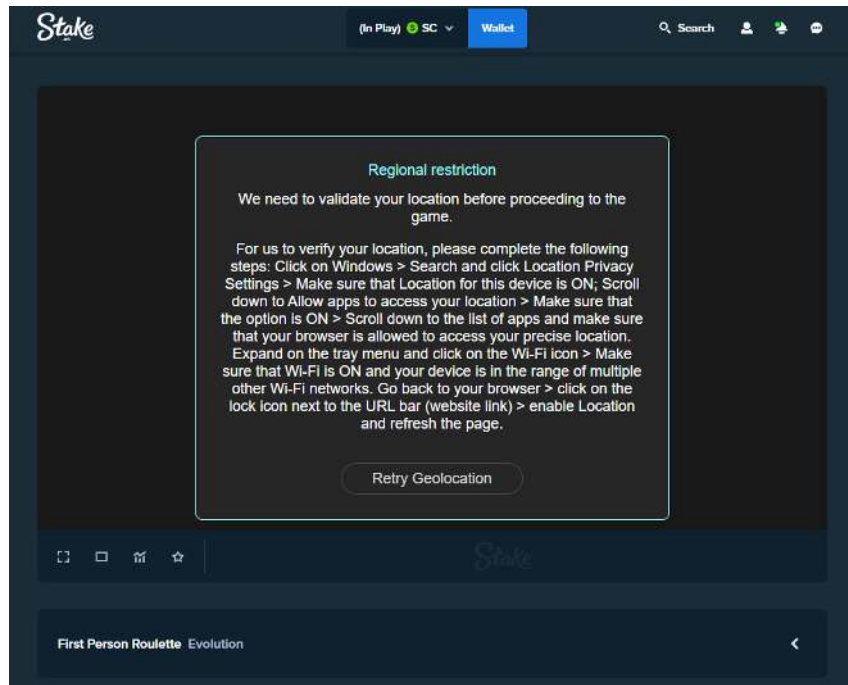 Stake
(In Play) SC Wallet Search
Regional restriction
We need to validate your location before proceeding to the
game.
For us to verify your location, please complete the following
steps: Click on Windows > Search and click Location Privacy
Settings > Make sure that Location for this device is ON; Scroll
down to Allow apps to access your location > Make sure that
the option is ON > Scroll down to the list of apps and make sure
that your browser is allowed to access your precise location.
Expand on the tray menu and click on the Wi-Fi icon > Make
sure that Wi-Fi is ON and your device is in the range of multiple
other Wi-Fi networks. Go back to your browser > click on the
lock icon next to the URL bar (website link) > enable Location
and refresh the page.
Retry Geolocation
Stake
First Person Roulette Evolution